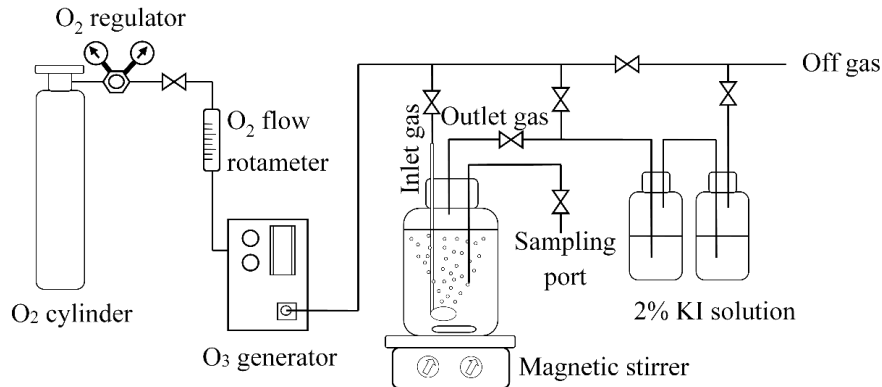 O₂ regulator
Off gas
Outlet gas
Inlet gas
O₂ flow
rotameter
Sampling
port
O₂ cylinder
2% KI solution
O₃ generator
Magnetic stirrer